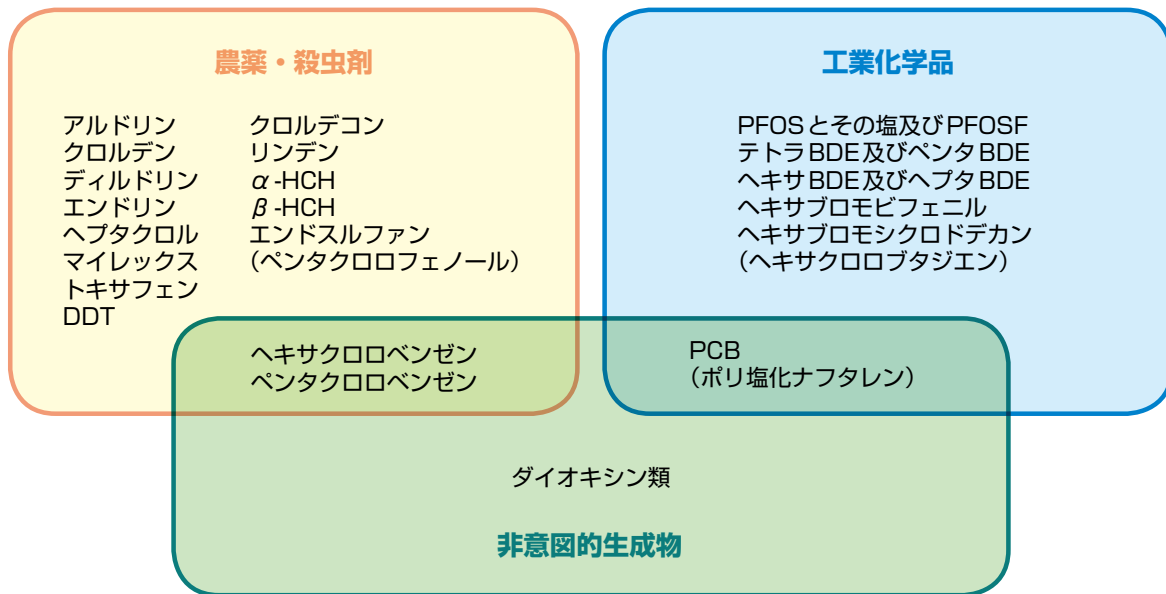 農薬・殺虫剤
アルドリン
クロルデン
ディルドリン
エンドリン
ヘプタクロル
マイレックス
トキサフェン
DDT
クロルデコン
リンデン
α-HCH
β-HCH
エンドスルファン
（ペンタクロロフェノール）
工業化学品
PFOSとその塩及びPFOSF
テトラBDE及びペンタBDE
ヘキサBDE及びヘプタBDE
ヘキサブロモビフェニル
ヘキサブロモシクロドデカン
（ヘキサクロロブタジエン）
ヘキサクロロベンゼン
ペンタクロロベンゼン
PCB
（ポリ塩化ナフタレン）
ダイオキシン類
非意図的生成物